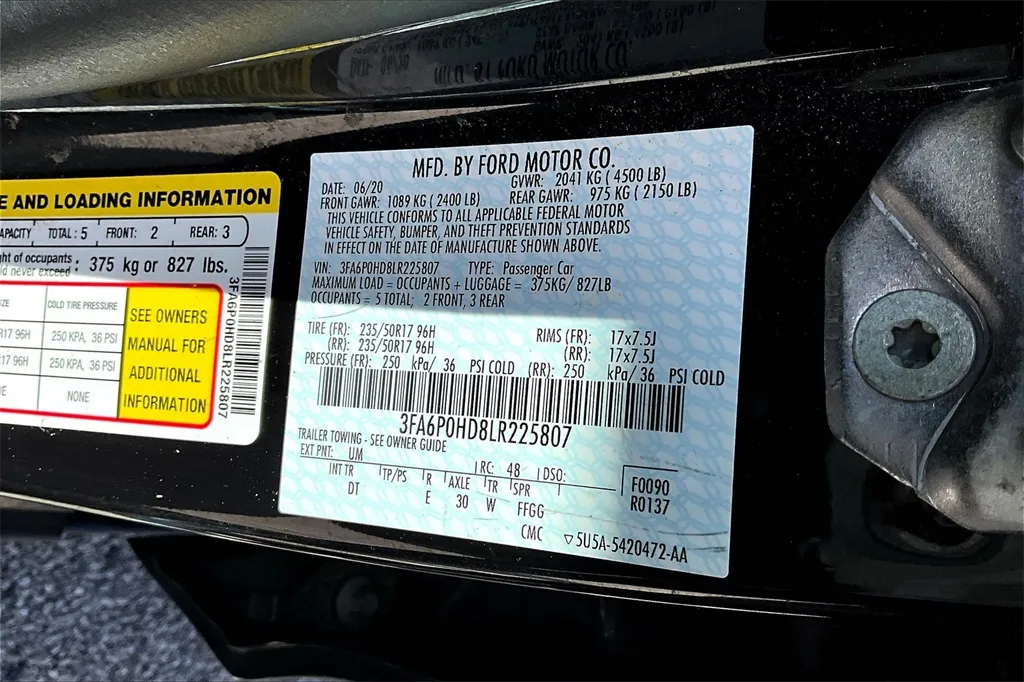 E AND LOADING INFORMATION
APACITY TOTAL: 5 FRONT: 2 REAR: 3
ht of occupants
ld never exceed : 375 kg or 827 lbs.
ZE COLD TIRE PRESSURE
R17 96H 250 KPA, 36 PSI
R17 96H 250 KPA, 36 PSI
NE NONE
SEE OWNERS
MANUAL FOR
ADDITIONAL
INFORMATION
3FA6P0HD8LR225807
MFD. BY FORD MOTOR CO.
DATE: 06/20 GVWR: 2041 KG ( 4500 LB)
FRONT GAWR: 1089 KG ( 2400 LB) REAR GAWR: 975 KG ( 2150 LB)
THIS VEHICLE CONFORMS TO ALL APPLICABLE FEDERAL MOTOR
VEHICLE SAFETY, BUMPER, AND THEFT PREVENTION STANDARDS
IN EFFECT ON THE DATE OF MANUFACTURE SHOWN ABOVE.
VIN: 3FA6P0HD8LR225807 TYPE: Passenger Car
MAXIMUM LOAD = OCCUPANTS + LUGGAGE = 375KG/ 827LB
OCCUPANTS = 5 TOTAL; 2 FRONT, 3 REAR
TIRE (FR): 235/50R17 96H RIMS (FR): 17x7.5J
(RR): 235/50R17 96H (RR): 17x7.5J
PRESSURE (FR): 250 kPa/ 36 PSI COLD (RR): 250 kPa/ 36 PSI COLD
3FA6P0HD8LR225807
TRAILER TOWING - SEE OWNER GUIDE
EXT PNT: UM RC: 48 DSO:
INT TR TP/PS R AXLE TR SPR
DT E 30 W FFGG
F0090
R0137
CMC ▽5U5A-5420472-AA